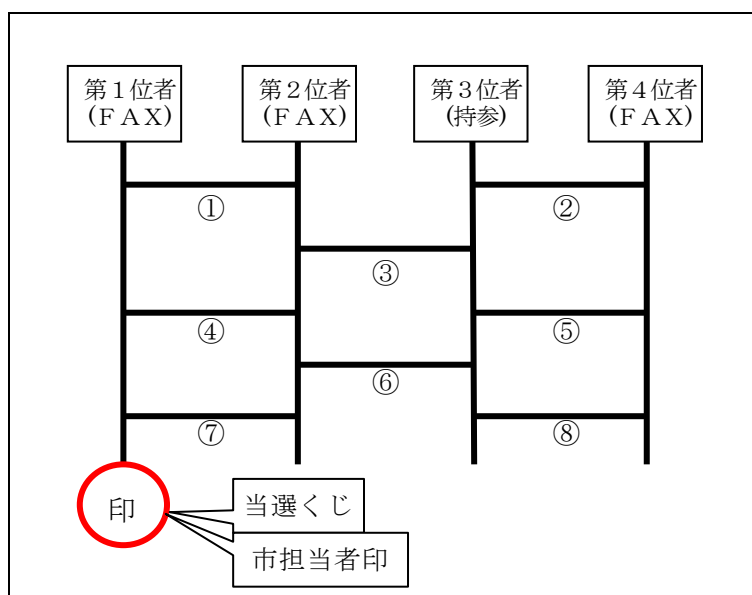 第１位者
(ＦＡＸ)
第２位者
(ＦＡＸ)
第３位者
(持参)
第４位者
(ＦＡＸ)
①
②
③
④
⑤
⑥
⑦
⑧
印
当選くじ
市担当者印